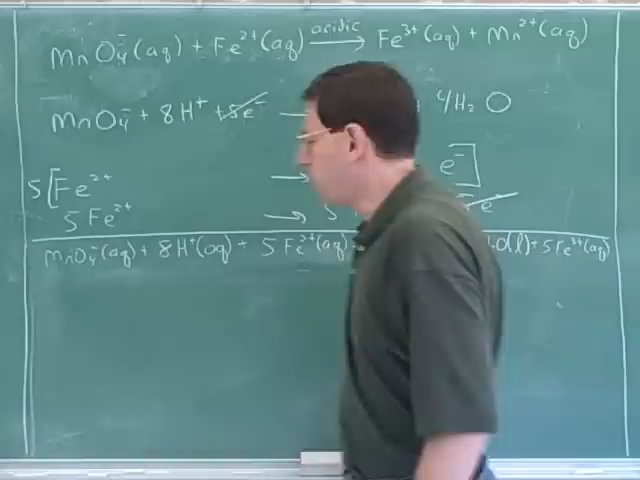 MnO₄⁻(aq) + Fe²⁺(aq) acidic → Fe³⁺(aq) + Mn²⁺(aq)
MnO₄⁻ + 8H⁺ + 5e⁻ → + 4H₂O
5[Fe²⁺ → e⁻]
5Fe²⁺ → 5 e⁻
MnO₄⁻(aq) + 8H⁺(aq) + 5Fe²⁺(aq) O(l) + 5Fe³⁺(aq)